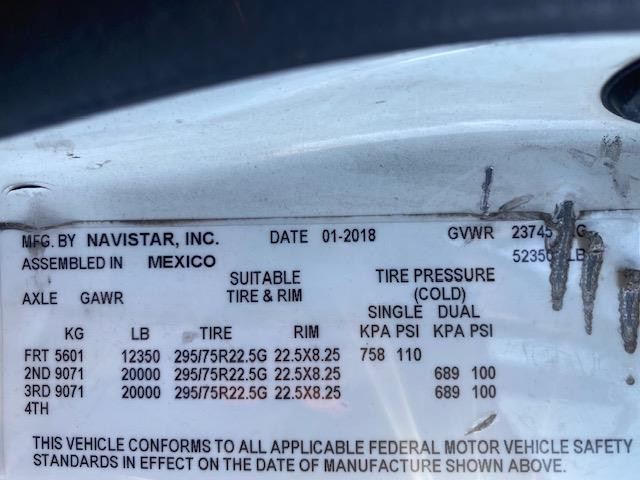 MFG. BY NAVISTAR, INC. DATE 01-2018 GVWR 23745 KG
ASSEMBLED IN MEXICO 52350 LB
SUITABLE TIRE PRESSURE
AXLE GAWR TIRE & RIM (COLD)
SINGLE DUAL
KG LB TIRE RIM KPA PSI KPA PSI
FRT 5601 12350 295/75R22.5G 22.5X8.25 758 110
2ND 9071 20000 295/75R22.5G 22.5X8.25 689 100
3RD 9071 20000 295/75R22.5G 22.5X8.25 689 100
4TH
THIS VEHICLE CONFORMS TO ALL APPLICABLE FEDERAL MOTOR VEHICLE SAFETY
STANDARDS IN EFFECT ON THE DATE OF MANUFACTURE SHOWN ABOVE.